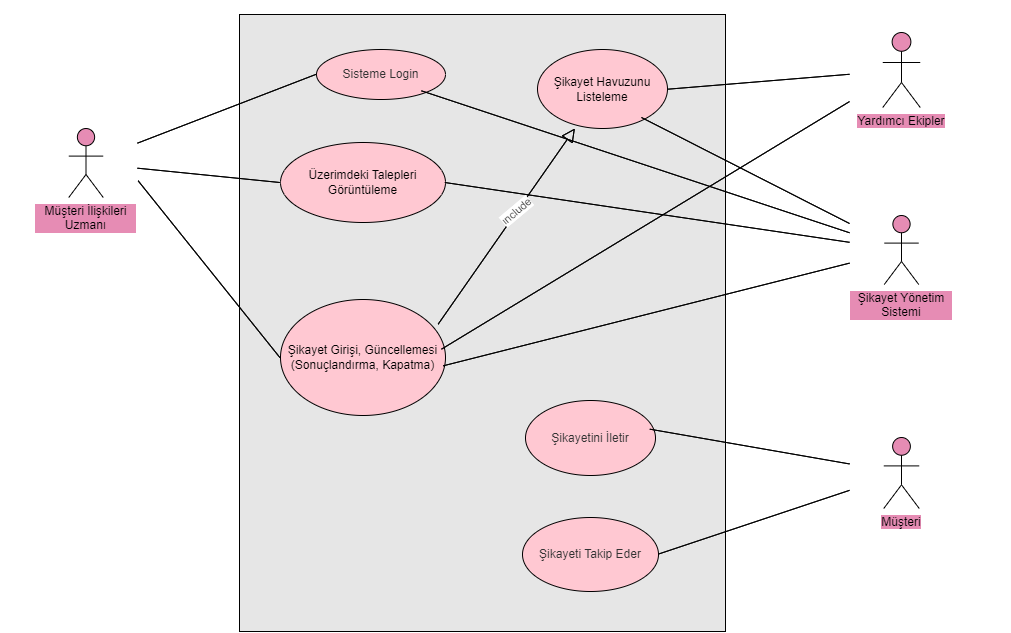 Sisteme Login
Şikayet Havuzunu
Listeleme
Yardımcı Ekipler
Müşteri İlişkileri
Uzmanı
Üzerimdeki Talepleri
Görüntüleme
include
Şikayet Yönetim
Sistemi
Şikayet Girişi, Güncellemesi
(Sonuçlandırma, Kapatma)
Şikayetini İletir
Müşteri
Şikayeti Takip Eder